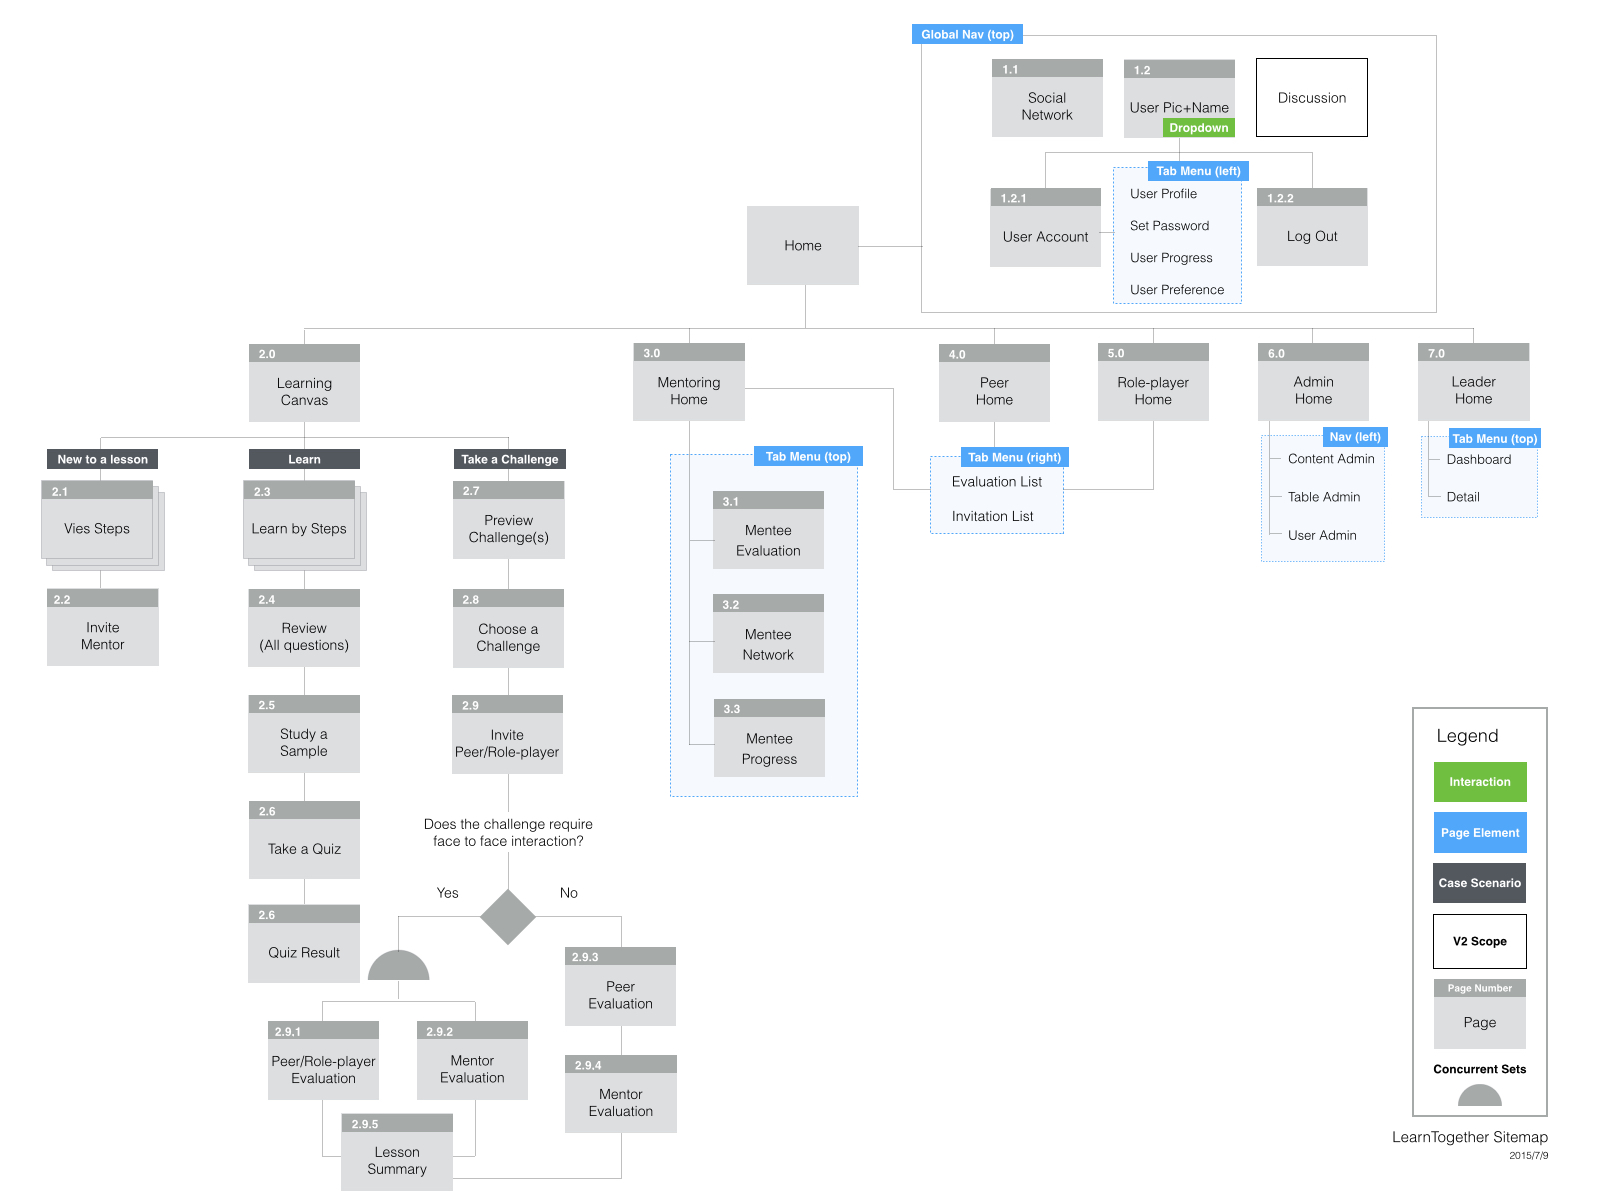 Global Nav (top)
1.1
Social
Network
1.2
User Pic+Name
Dropdown
Discussion
Tab Menu (left)
User Profile
Set Password
User Progress
User Preference
1.2.1
User Account
1.2.2
Log Out
Home
2.0
Learning
Canvas
3.0
Mentoring
Home
4.0
Peer
Home
5.0
Role-player
Home
6.0
Admin
Home
7.0
Leader
Home
New to a lesson
2.1
Vies Steps
2.2
Invite
Mentor
Learn
2.3
Learn by Steps
2.4
Review
(All questions)
2.5
Study a
Sample
2.6
Take a Quiz
2.6
Quiz Result
Take a Challenge
2.7
Preview
Challenge(s)
2.8
Choose a
Challenge
2.9
Invite
Peer/Role-player
Does the challenge require
face to face interaction?
Yes
No
2.9.1
Peer/Role-player
Evaluation
2.9.2
Mentor
Evaluation
2.9.3
Peer
Evaluation
2.9.4
Mentor
Evaluation
2.9.5
Lesson
Summary
Tab Menu (top)
3.1
Mentee
Evaluation
3.2
Mentee
Network
3.3
Mentee
Progress
Tab Menu (right)
Evaluation List
Invitation List
Nav (left)
Content Admin
Table Admin
User Admin
Tab Menu (top)
Dashboard
Detail
Legend
Interaction
Page Element
Case Scenario
V2 Scope
Page Number
Page
Concurrent Sets
LearnTogether Sitemap
2015/7/9